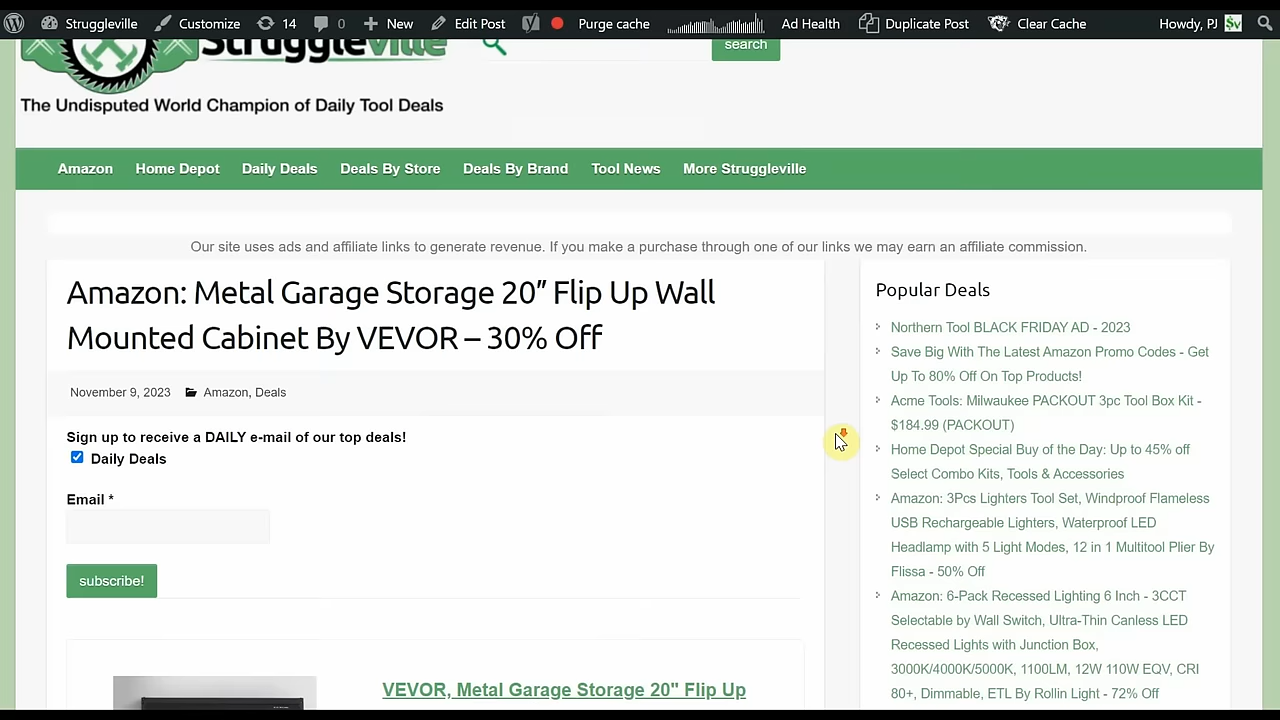 Struggleville Customize 14 0 New Edit Post Purge cache Ad Health Duplicate Post Clear Cache Howdy, PJ
Struggleville
search
The Undisputed World Champion of Daily Tool Deals
Amazon Home Depot Daily Deals Deals By Store Deals By Brand Tool News More Struggleville
Our site uses ads and affiliate links to generate revenue. If you make a purchase through one of our links we may earn an affiliate commission.
Amazon: Metal Garage Storage 20” Flip Up Wall
Mounted Cabinet By VEVOR – 30% Off
November 9, 2023 Amazon, Deals
Sign up to receive a DAILY e-mail of our top deals!
Daily Deals
Email *
subscribe!
VEVOR, Metal Garage Storage 20" Flip Up
Popular Deals
Northern Tool BLACK FRIDAY AD - 2023
Save Big With The Latest Amazon Promo Codes - Get
Up To 80% Off On Top Products!
Acme Tools: Milwaukee PACKOUT 3pc Tool Box Kit -
$184.99 (PACKOUT)
Home Depot Special Buy of the Day: Up to 45% off
Select Combo Kits, Tools & Accessories
Amazon: 3Pcs Lighters Tool Set, Windproof Flameless
USB Rechargeable Lighters, Waterproof LED
Headlamp with 5 Light Modes, 12 in 1 Multitool Plier By
Flissa - 50% Off
Amazon: 6-Pack Recessed Lighting 6 Inch - 3CCT
Selectable by Wall Switch, Ultra-Thin Canless LED
Recessed Lights with Junction Box,
3000K/4000K/5000K, 1100LM, 12W 110W EQV, CRI
80+, Dimmable, ETL By Rollin Light - 72% Off